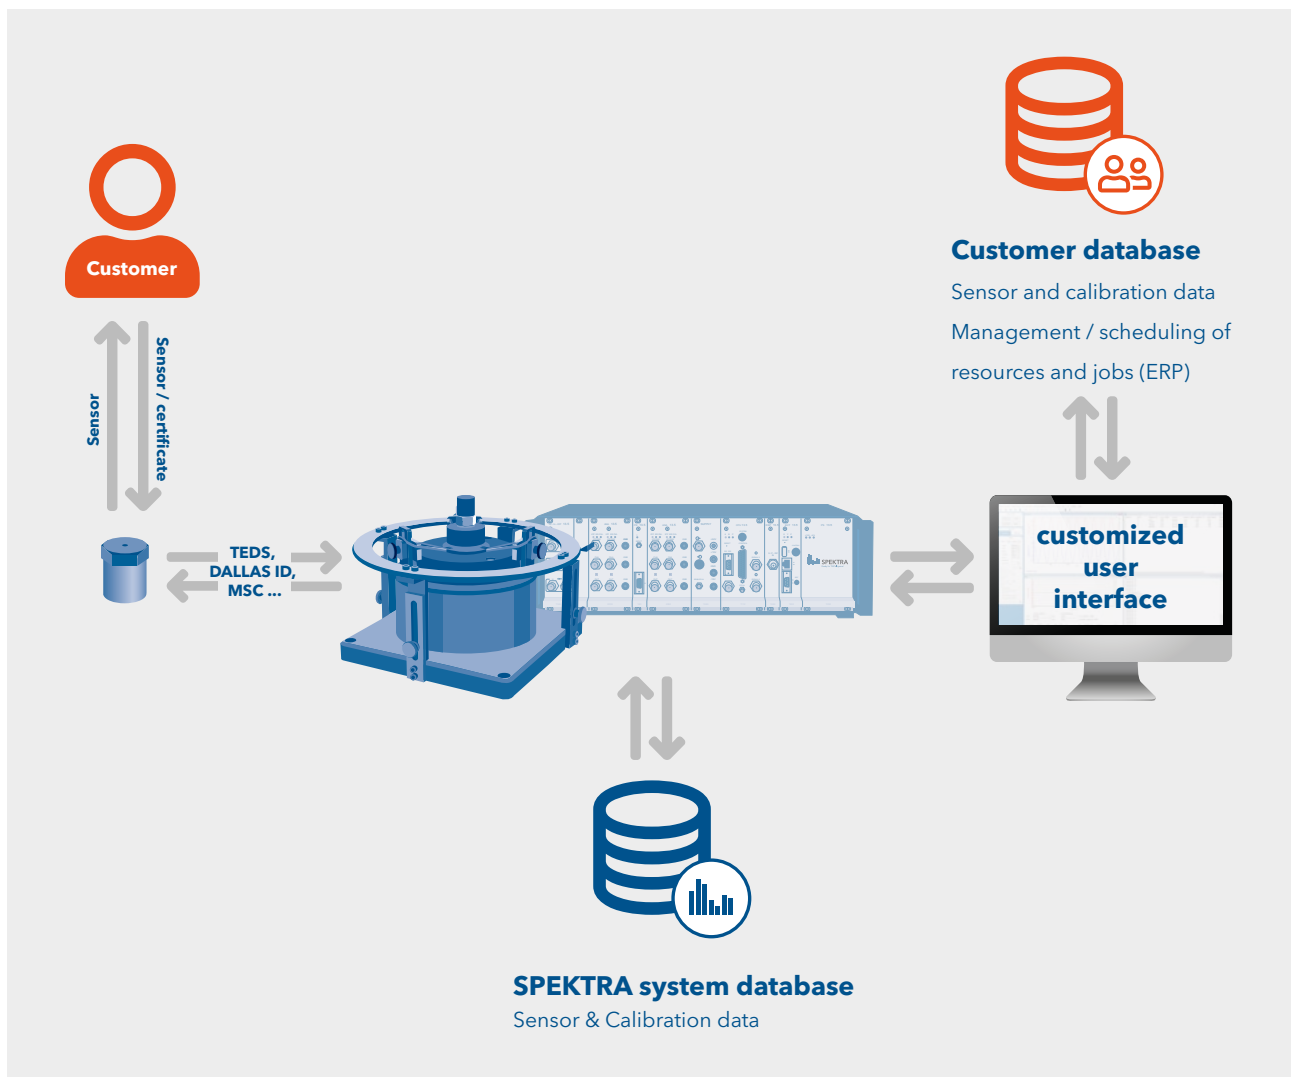 Customer
Sensor
Sensor / certificate
TEDS,
DALLAS ID,
MSC ...
SPEKTRA
Customer database
Sensor and calibration data
Management / scheduling of
resources and jobs (ERP)
customized
user
interface
SPEKTRA system database
Sensor & Calibration data